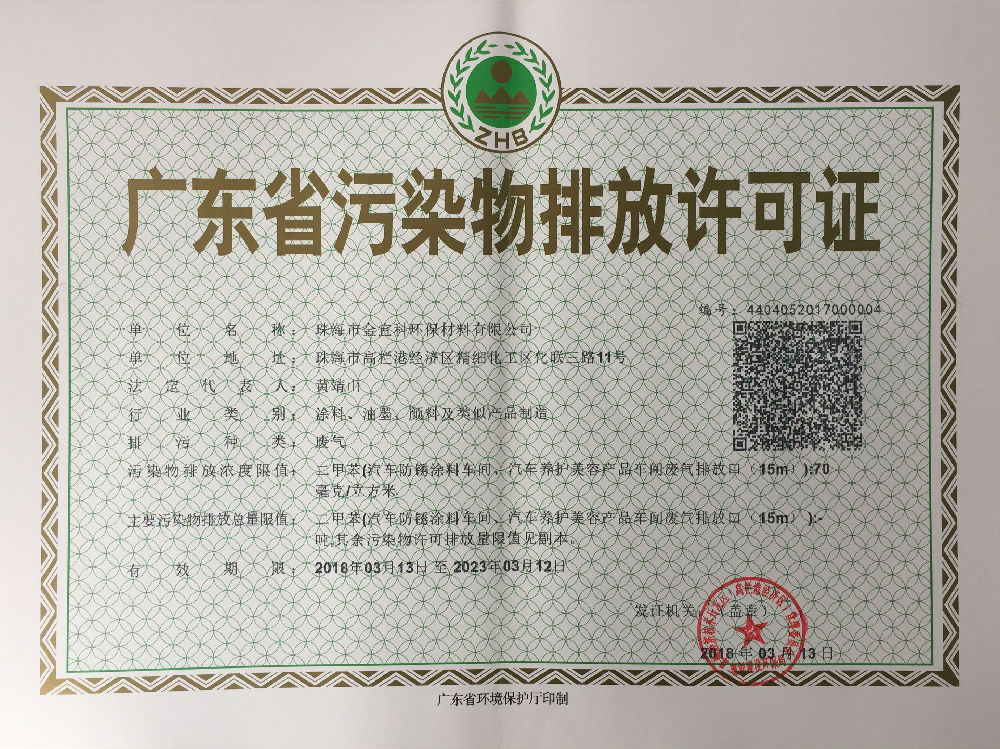 ZHB
广东省污染物排放许可证
编号：4404052017000004
单位名称：珠海市金宜科环保材料有限公司
单位地址：珠海市高栏港经济区精细化工区化联三路11号
法定代表人：黄靖山
行业类别：涂料、油墨、颜料及类似产品制造
排污种类：废气
污染物排放浓度限值：二甲苯(汽车防锈涂料车间、汽车养护美容产品车间废气排放口（15m）):70
毫克/立方米
主要污染物排放总量限值：二甲苯(汽车防锈涂料车间、汽车养护美容产品车间废气排放口（15m）):-
吨,其余污染物许可排放量限值见副本。
有效期限：2018年03月13日 至 2023年03月12日
发证机关：（盖章）
2018 年 03 月 13 日
广东省环境保护厅印制